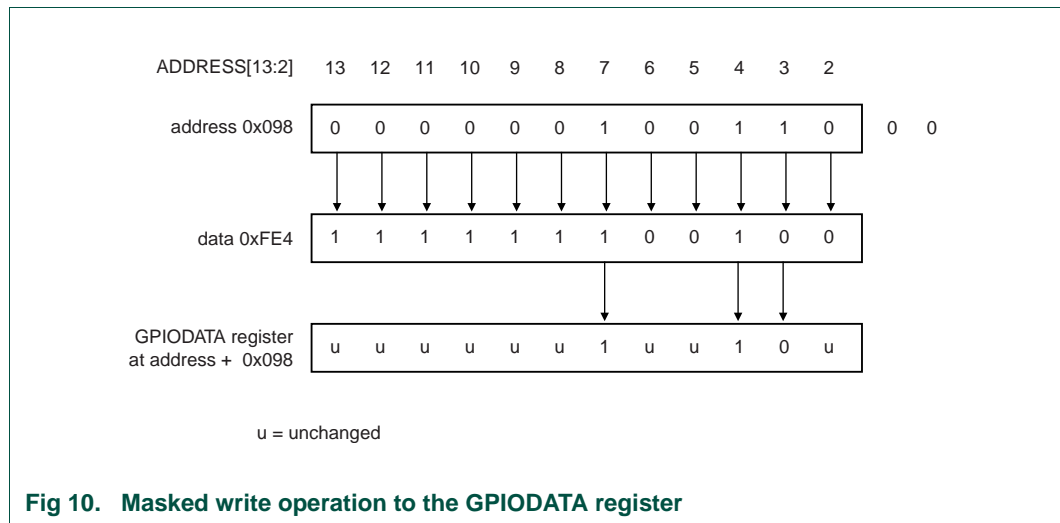 ADDRESS[13:2] 13 12 11 10 9 8 7 6 5 4 3 2
address 0x098 0 0 0 0 0 0 1 0 0 1 1 0 0 0
data 0xFE4 1 1 1 1 1 1 1 0 0 1 0 0
GPIODATA register
at address + 0x098
u u u u u u 1 u u 1 0 u
u = unchanged
Fig 10. Masked write operation to the GPIODATA register